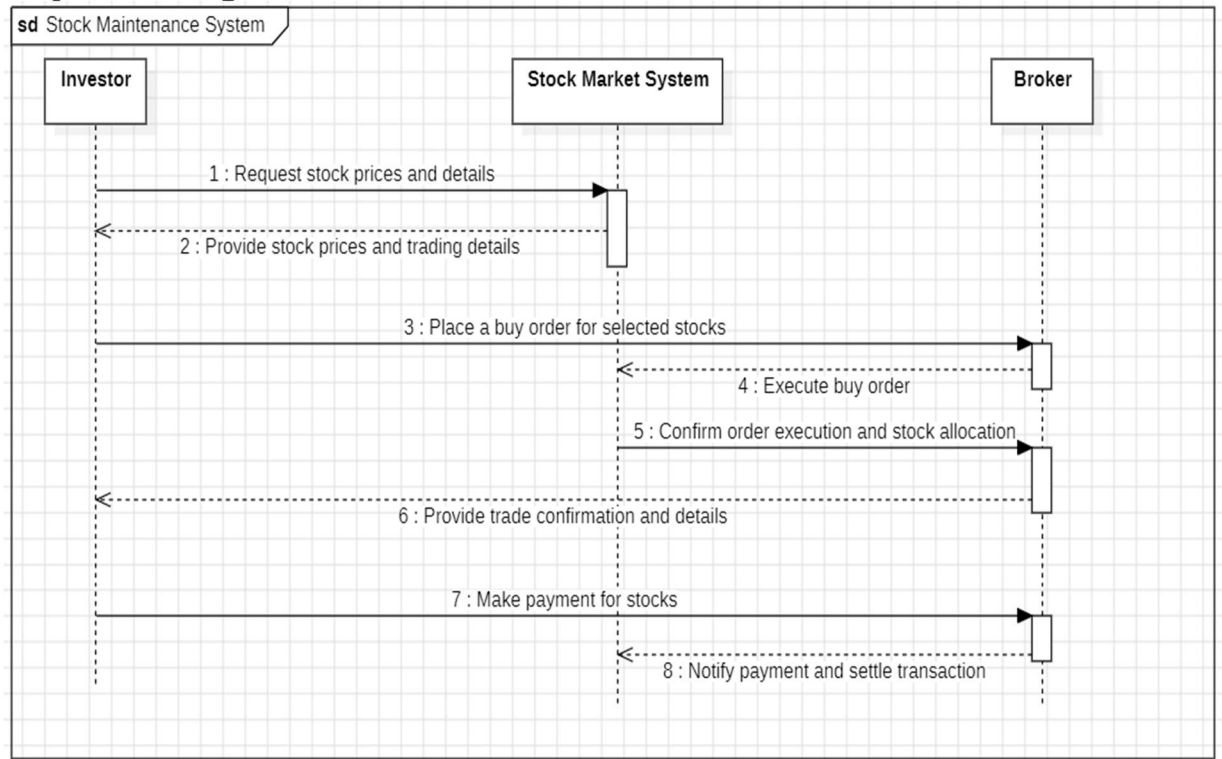 sd Stock Maintenance System
Investor
Stock Market System
Broker
1 : Request stock prices and details
2 : Provide stock prices and trading details
3 : Place a buy order for selected stocks
4 : Execute buy order
5 : Confirm order execution and stock allocation
6 : Provide trade confirmation and details
7 : Make payment for stocks
8 : Notify payment and settle transaction